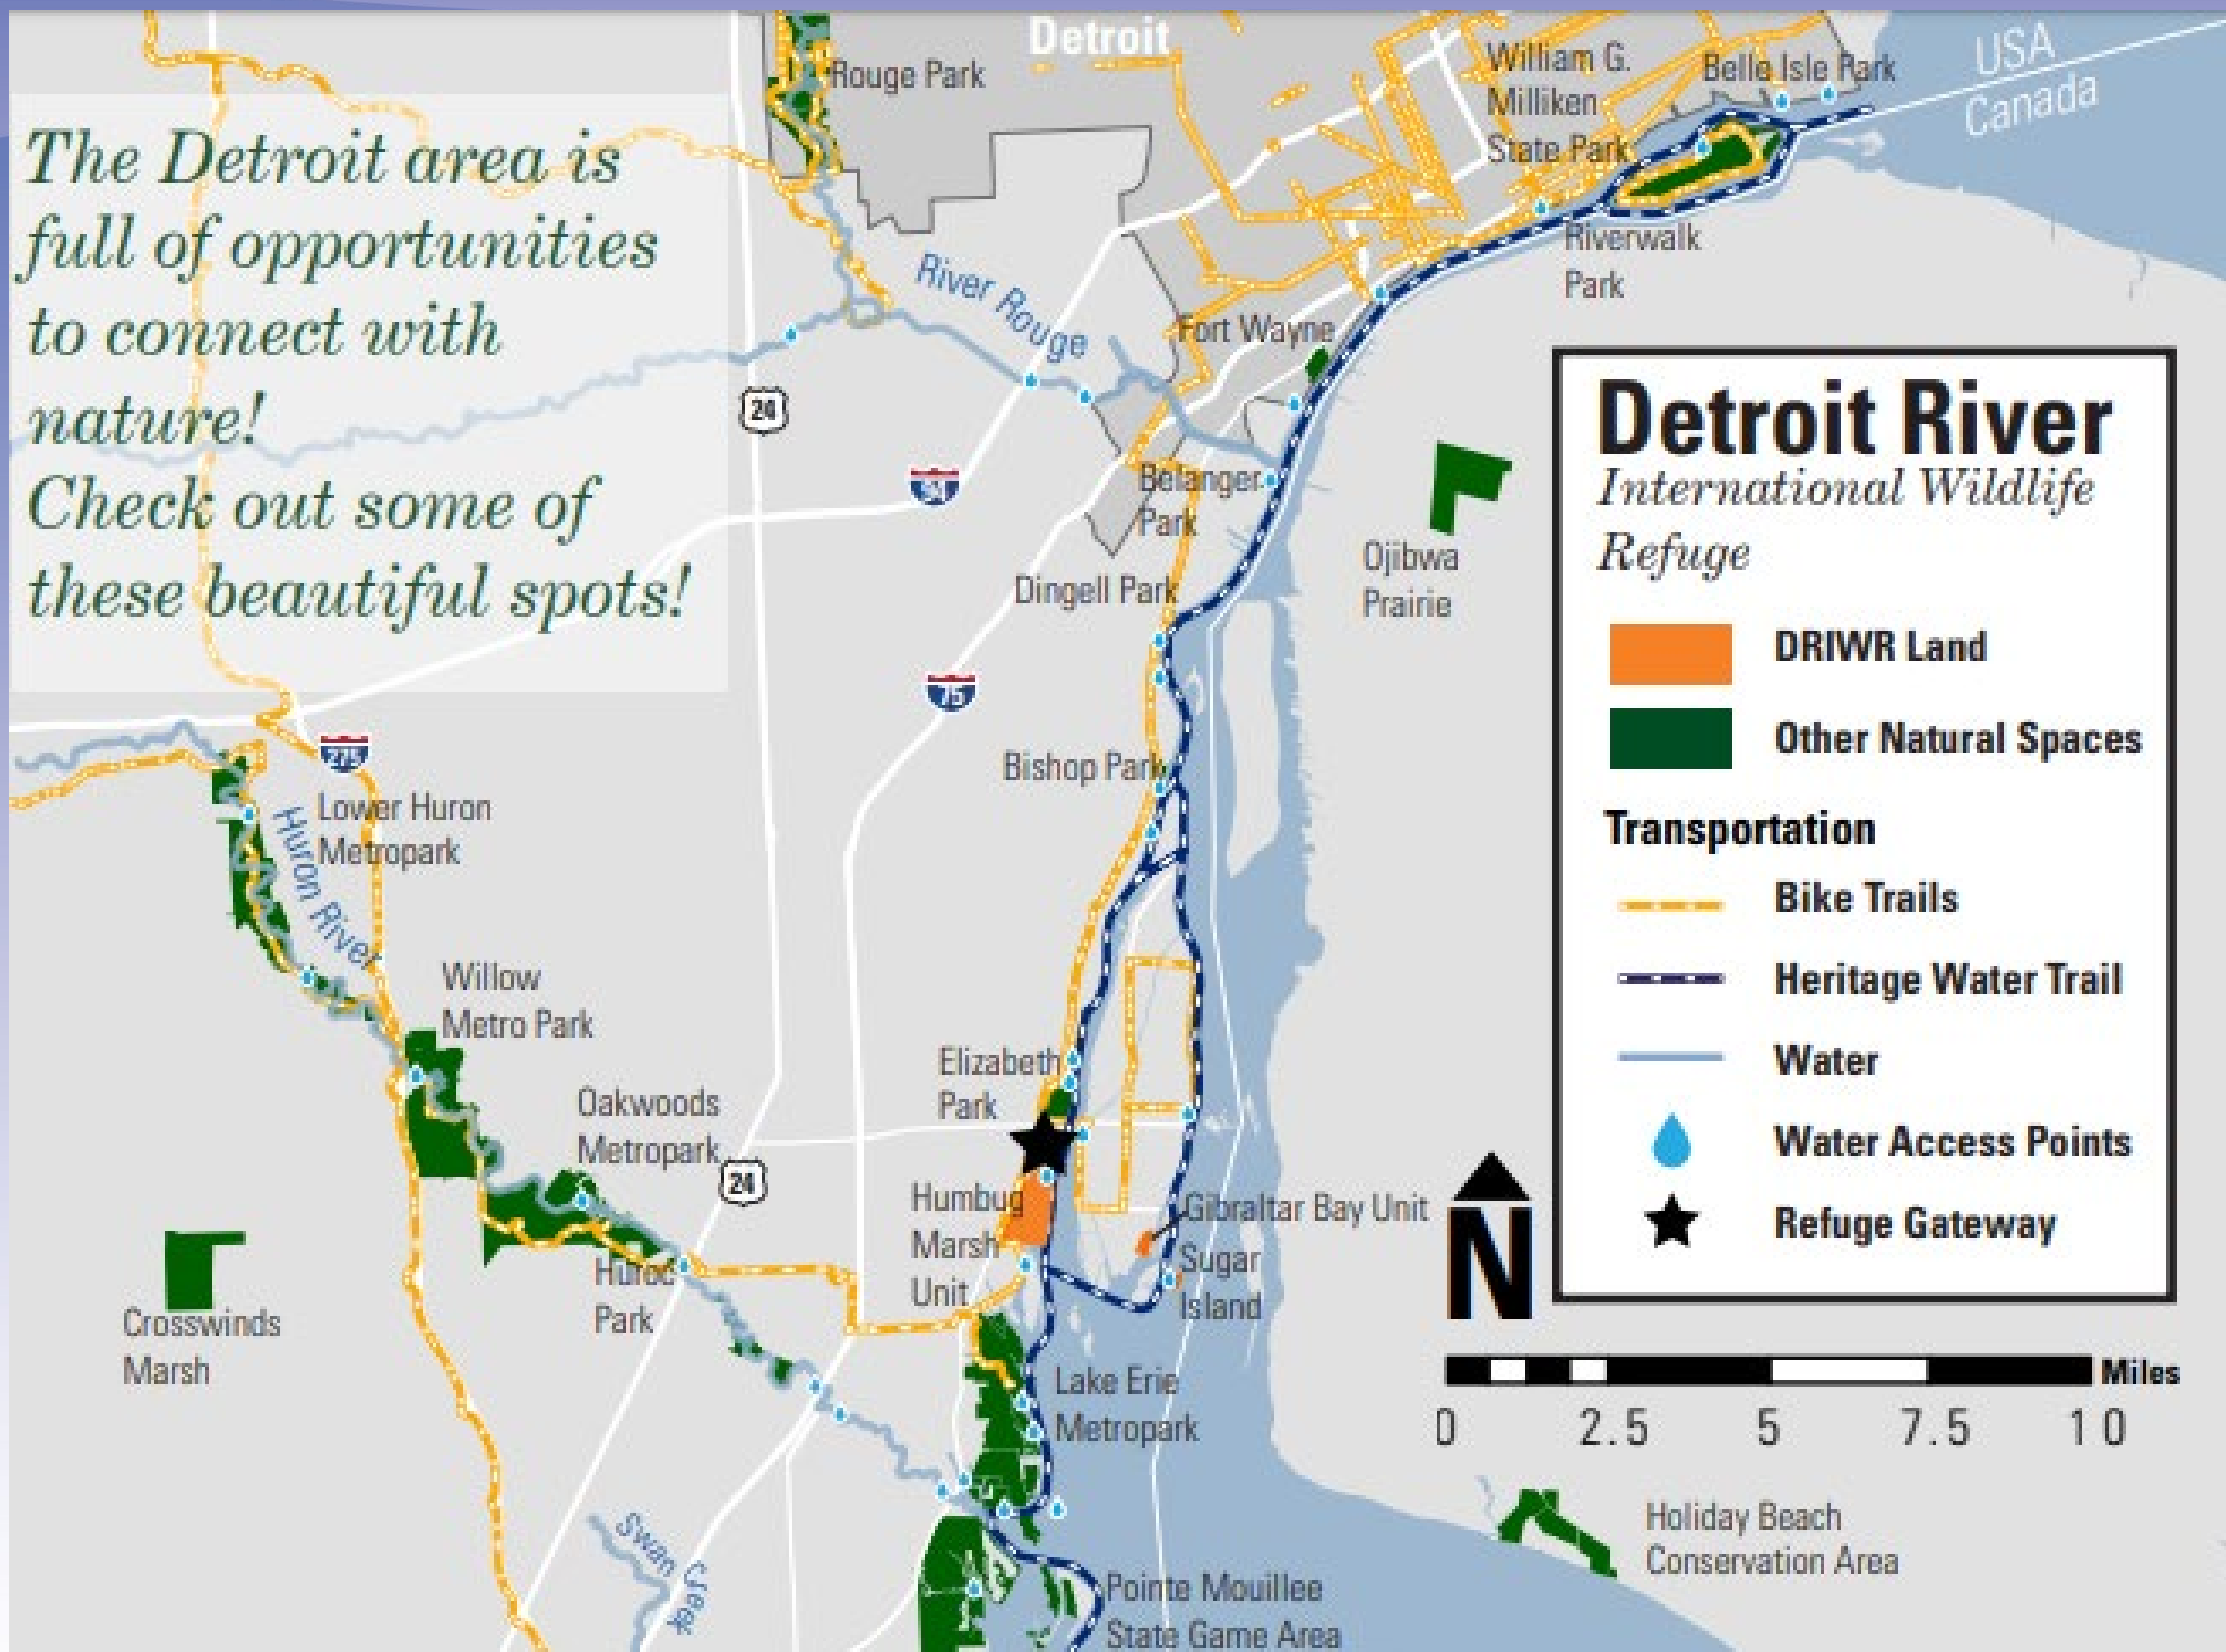 Detroit
Rouge Park
William G.
Milliken
State Park
Belle Isle Park
USA
Canada
The Detroit area is
full of opportunities
to connect with
nature!
Check out some of
these beautiful spots!
Riverwalk
Park
River Rouge
Fort Wayne
24
Belanger
Park
Ojibwa
Prairie
Dingell Park
75
275
Bishop Park
Lower Huron
Metropark
Huron River
Willow
Metro Park
Elizabeth
Park
Oakwoods
Metropark
24
Humbug
Marsh
Unit
Gibraltar Bay Unit
Sugar
Island
Huroc
Park
Crosswinds
Marsh
Lake Erie
Metropark
Swan Creek
Pointe Mouillee
State Game Area
Holiday Beach
Conservation Area
Detroit River
International Wildlife
Refuge
DRIWR Land
Other Natural Spaces
Transportation
Bike Trails
Heritage Water Trail
Water
Water Access Points
Refuge Gateway
N
Miles
0 2.5 5 7.5 10